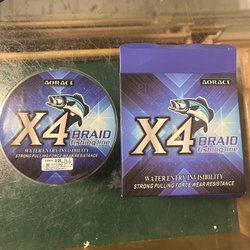 AORACE
X4 BRAID
fishing line
WATER ENTRY INVISIBILITY
STRONG PULLING FORCE WEAR RESISTANCE
AORACE
X4 BRAID
fishing line
WATER ENTRY INVISIBILITY
STRONG PULLING FORCE WEAR RESISTANCE